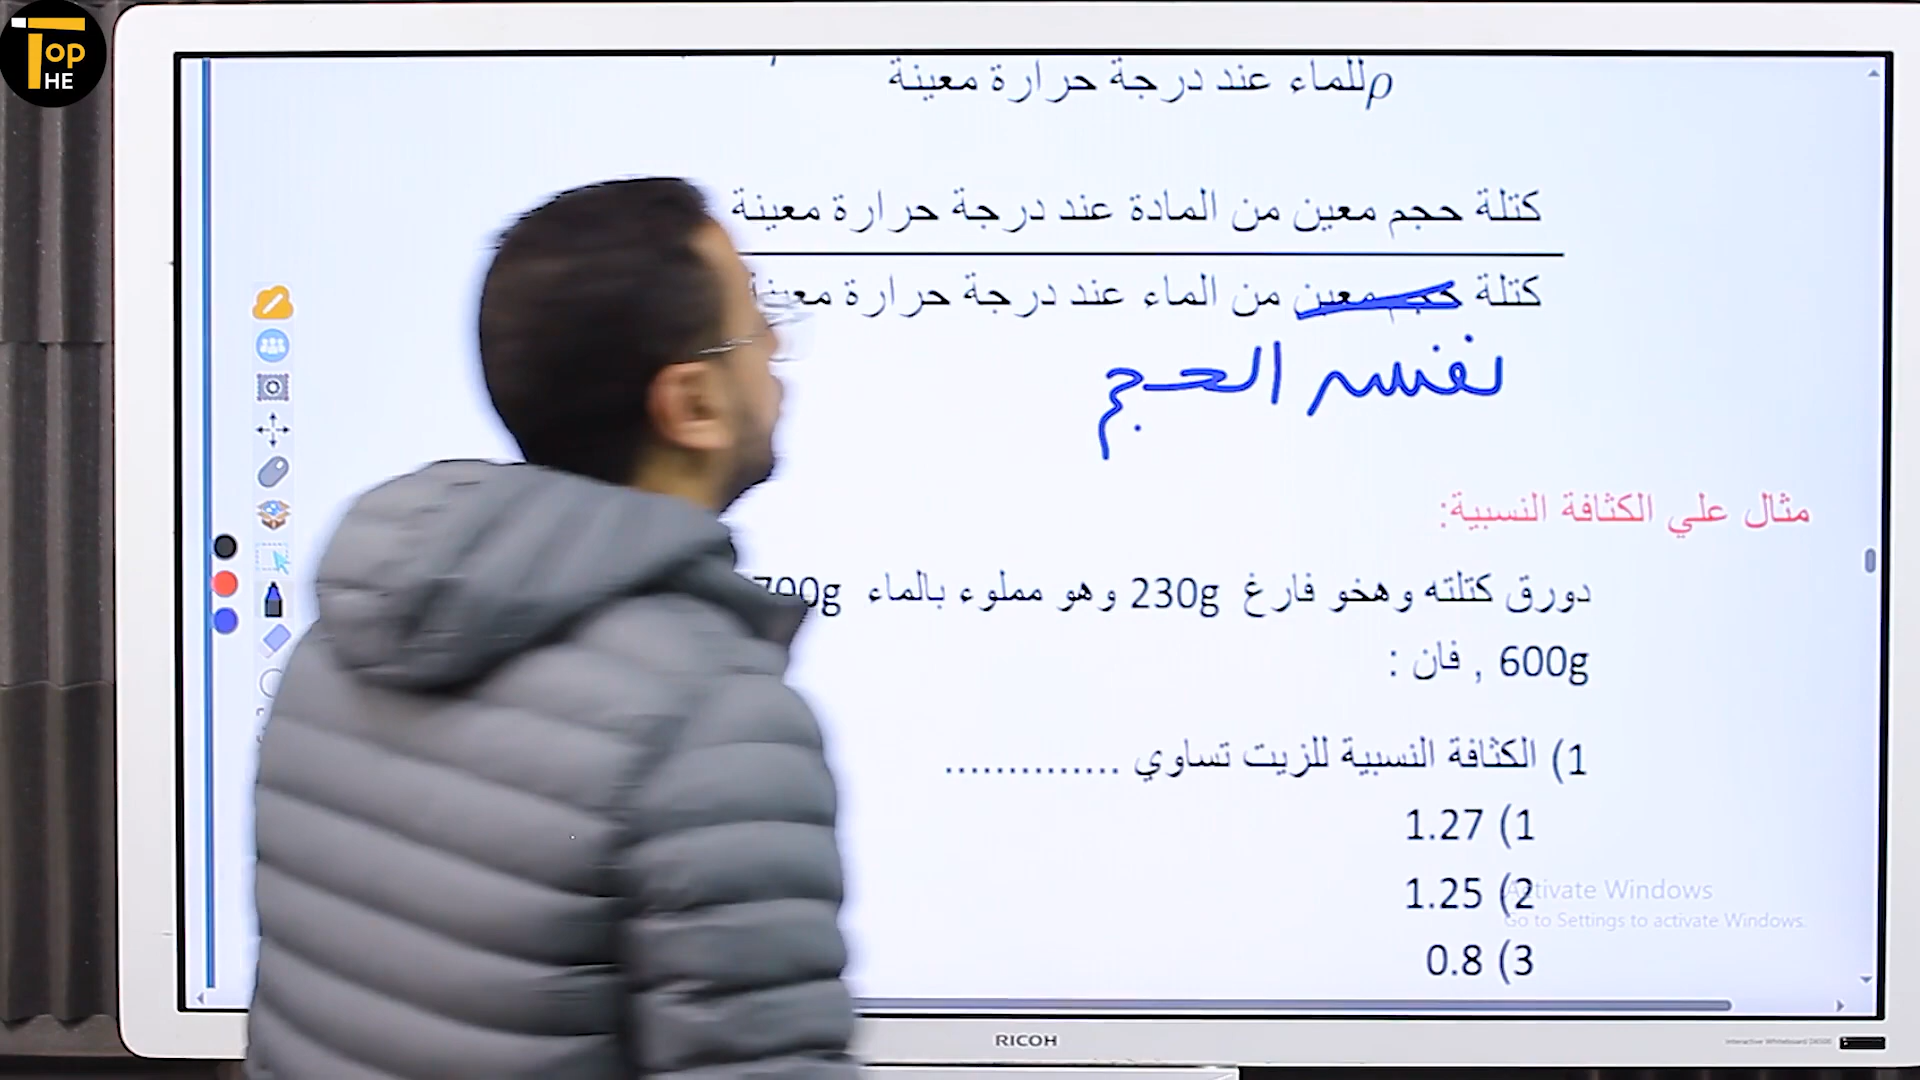 TOP
THE
ρللماء عند درجة حرارة معينة
كتلة حجم معين من المادة عند درجة حرارة معينة
كتلة حجم معين من الماء عند درجة حرارة معينة
نفس الحجم
مثال علي الكثافة النسبية:
دورق كتلته وهخو فارغ 230g وهو مملوء بالماء 700g
600g , فان :
1) الكثافة النسبية للزيت تساوي ..............
1) 1.27
2) 1.25
3) 0.8
Activate Windows
Go to Settings to activate Windows.
RICOH